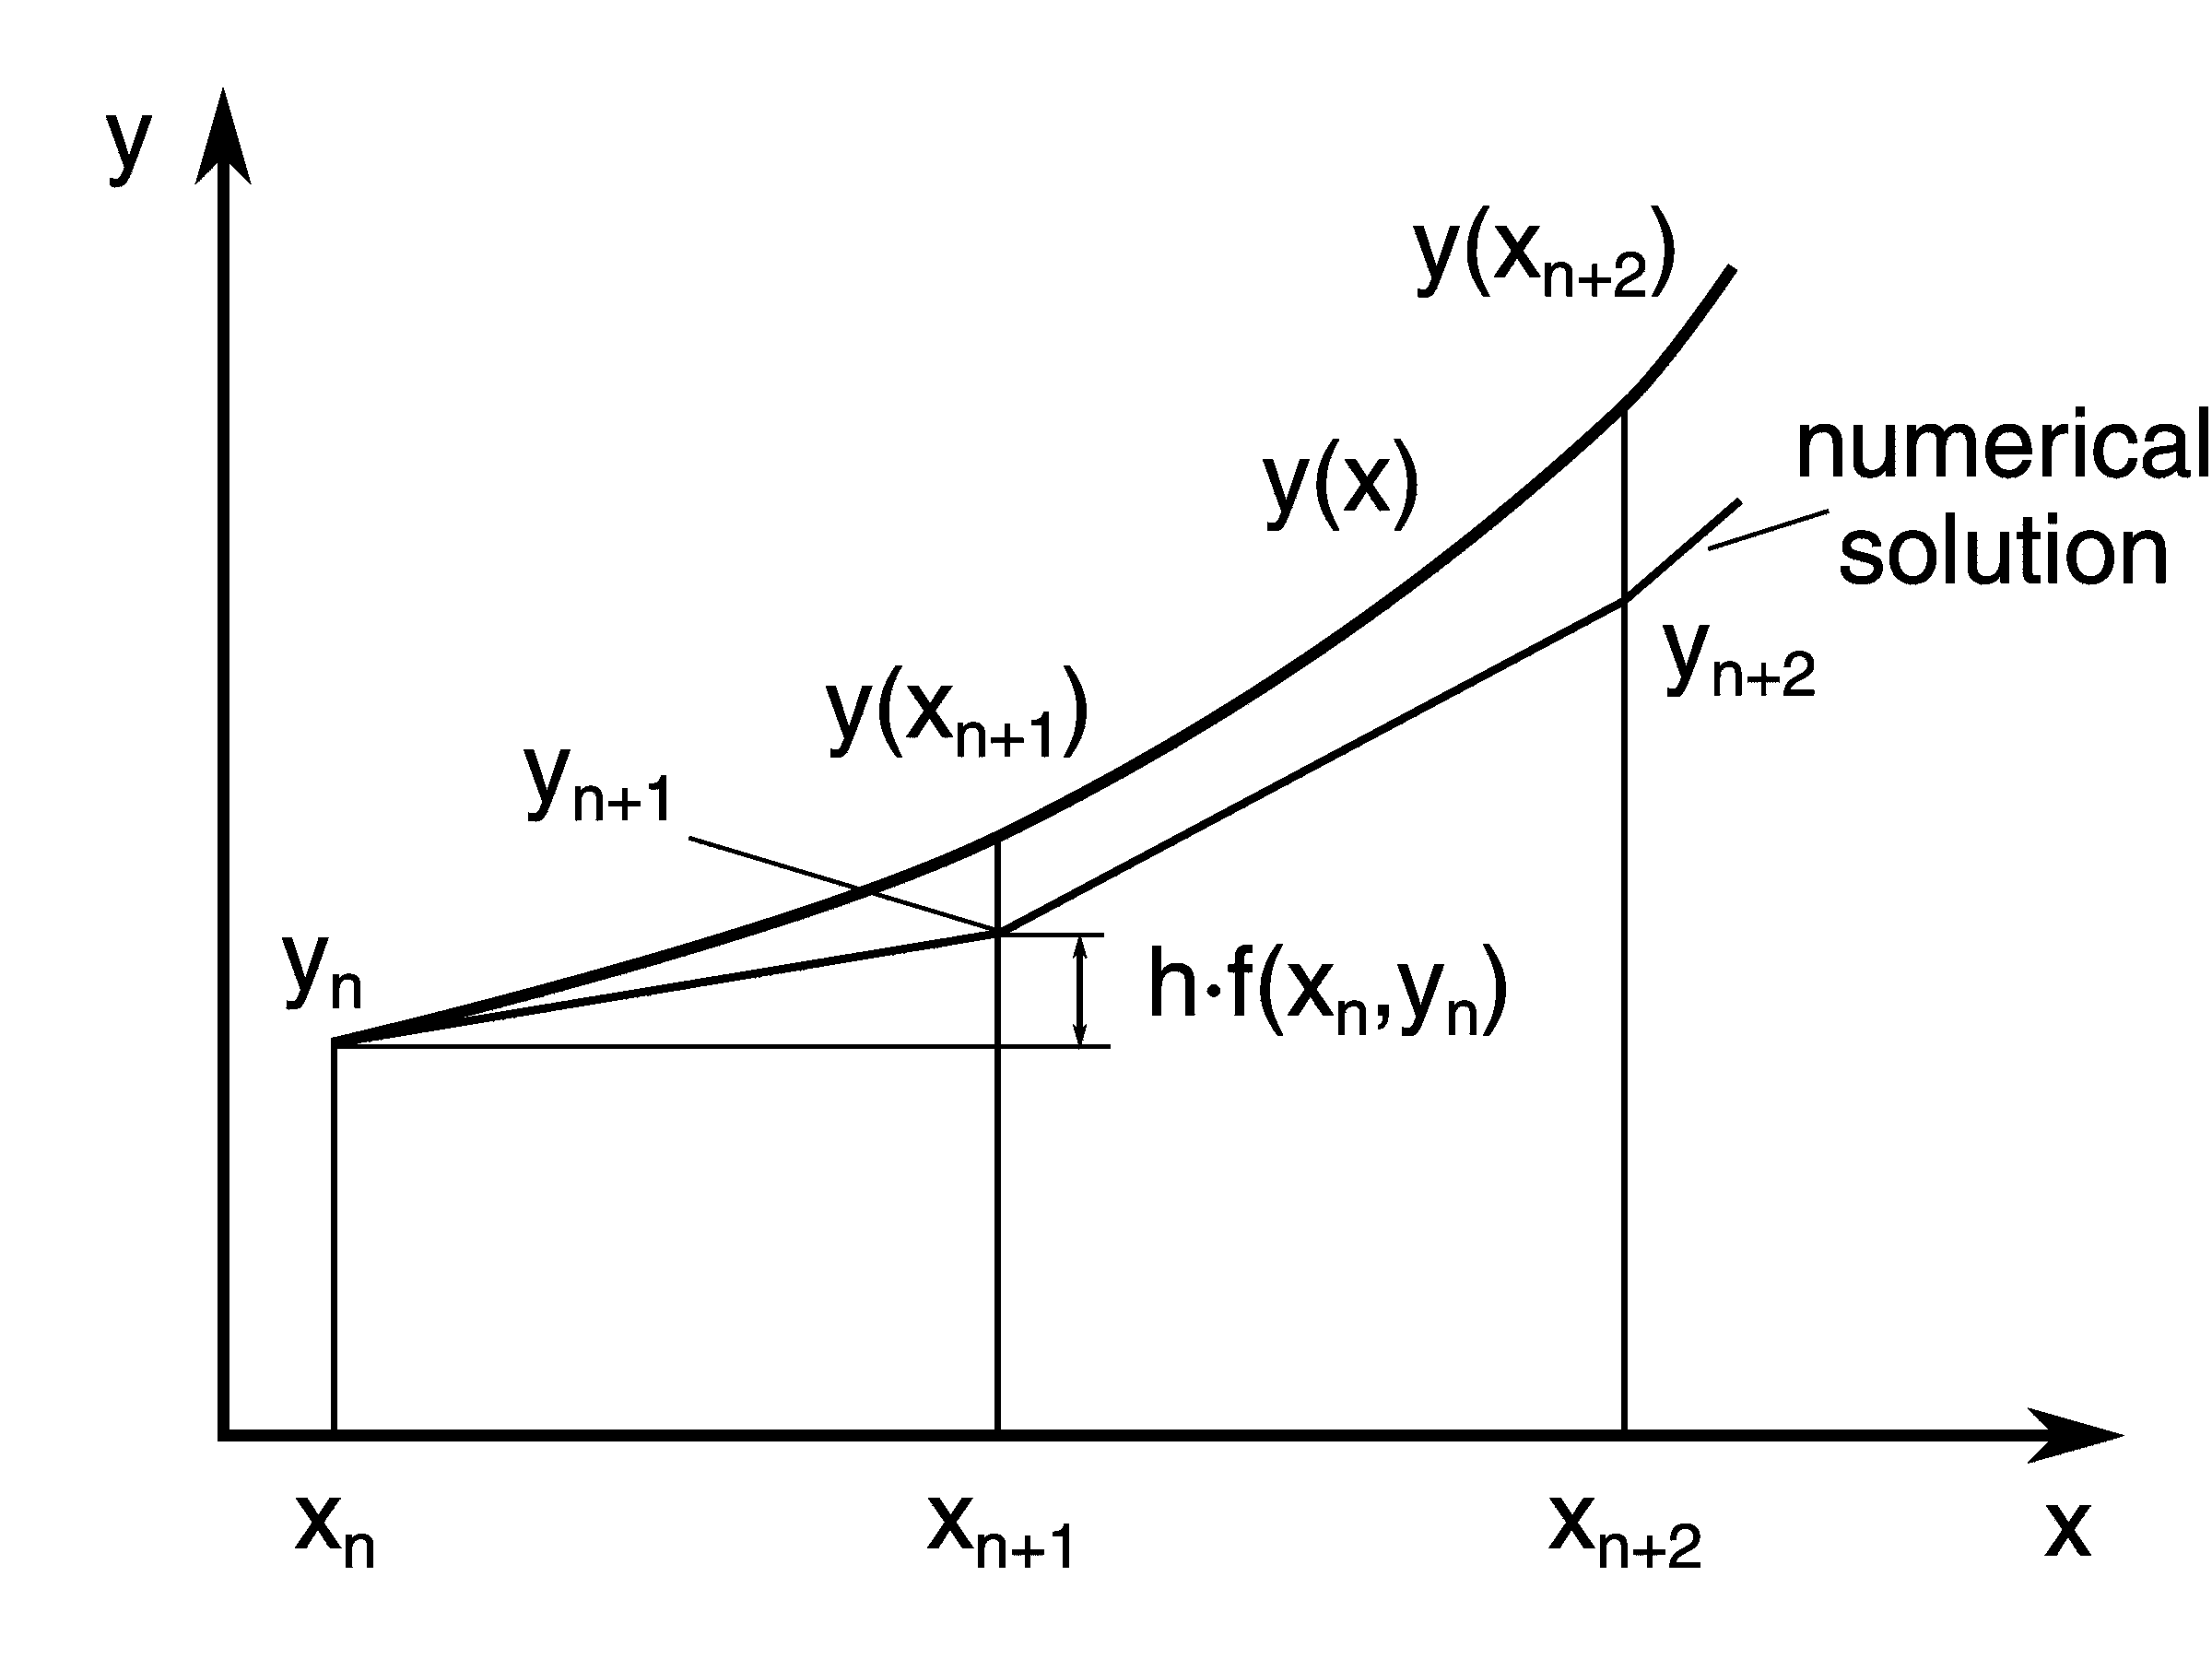 y
y(xn+2)
numerical
solution
y(x)
yn+2
y(xn+1)
yn+1
yn
h·f(xn,yn)
xn
xn+1
xn+2
x